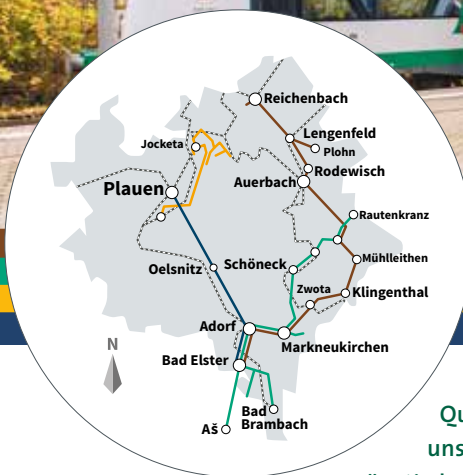 Reichenbach
Lengenfeld
Jocketa
Plohn
Rodewisch
Plauen
Auerbach
Rautenkranz
Oelsnitz
Schöneck
Mühlleithen
Zwota
Klingenthal
Adorf
Markneukirchen
N
Bad Elster
Bad
Brambach
Aš
Qu
uns